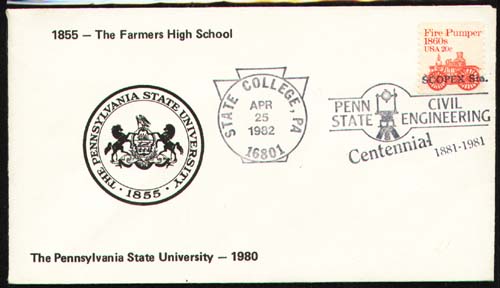 1855 – The Farmers High School
Fire Pumper
1860s
USA 20c
SCOPEX Sta.
STATE COLLEGE, PA
APR
25
1982
16801
PENN STATE
CIVIL ENGINEERING
Centennial 1881-1981
THE PENNSYLVANIA STATE UNIVERSITY
· 1855 ·
The Pennsylvania State University – 1980